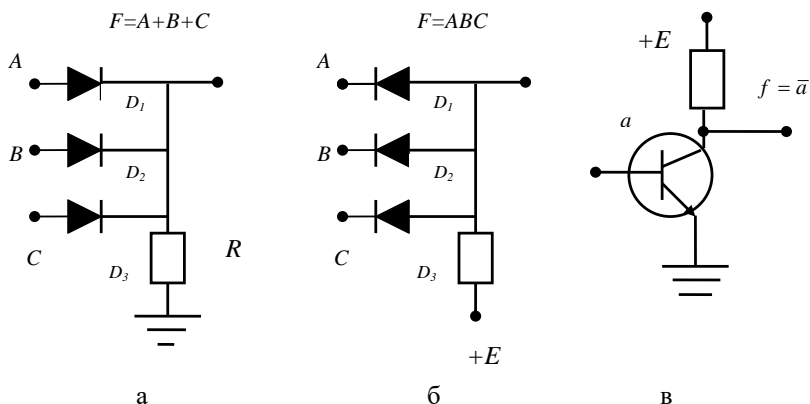 F=A+B+C
A
D₁
B
D₂
C
D₃
R
а
F=ABC
A
D₁
B
D₂
C
D₃
+E
б
+E
a
f = a̅
в